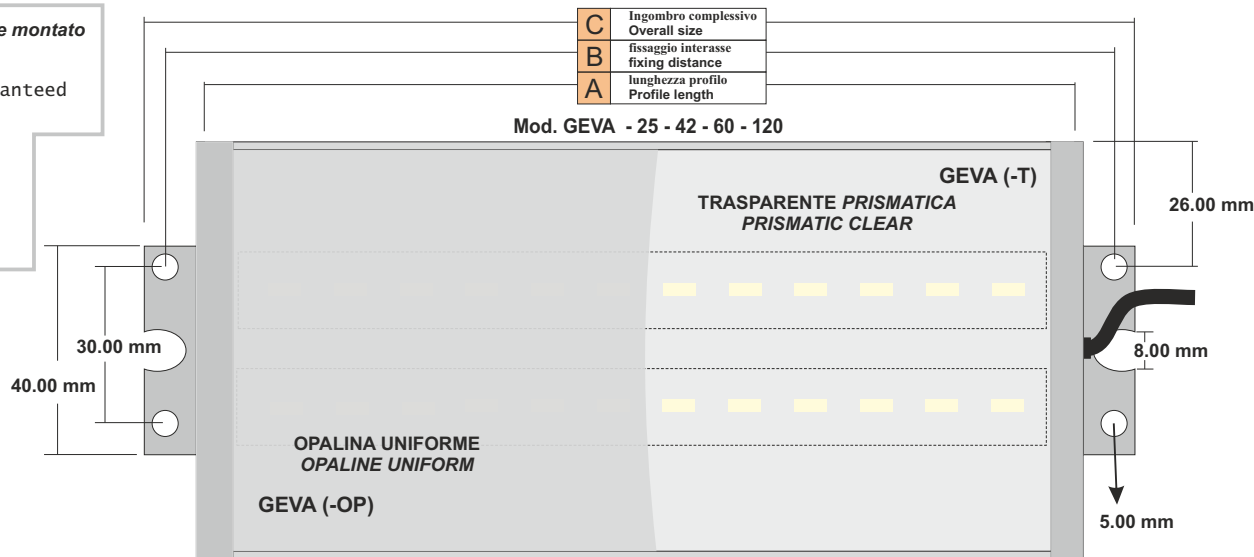 e montato
anteed
C Ingombro complessivo
Overall size
B fissaggio interasse
fixing distance
A lunghezza profilo
Profile length
Mod. GEVA - 25 - 42 - 60 - 120
GEVA (-T)
TRASPARENTE PRISMATICA
PRISMATIC CLEAR
26.00 mm
30.00 mm
8.00 mm
40.00 mm
OPALINA UNIFORME
OPALINE UNIFORM
GEVA (-OP)
5.00 mm